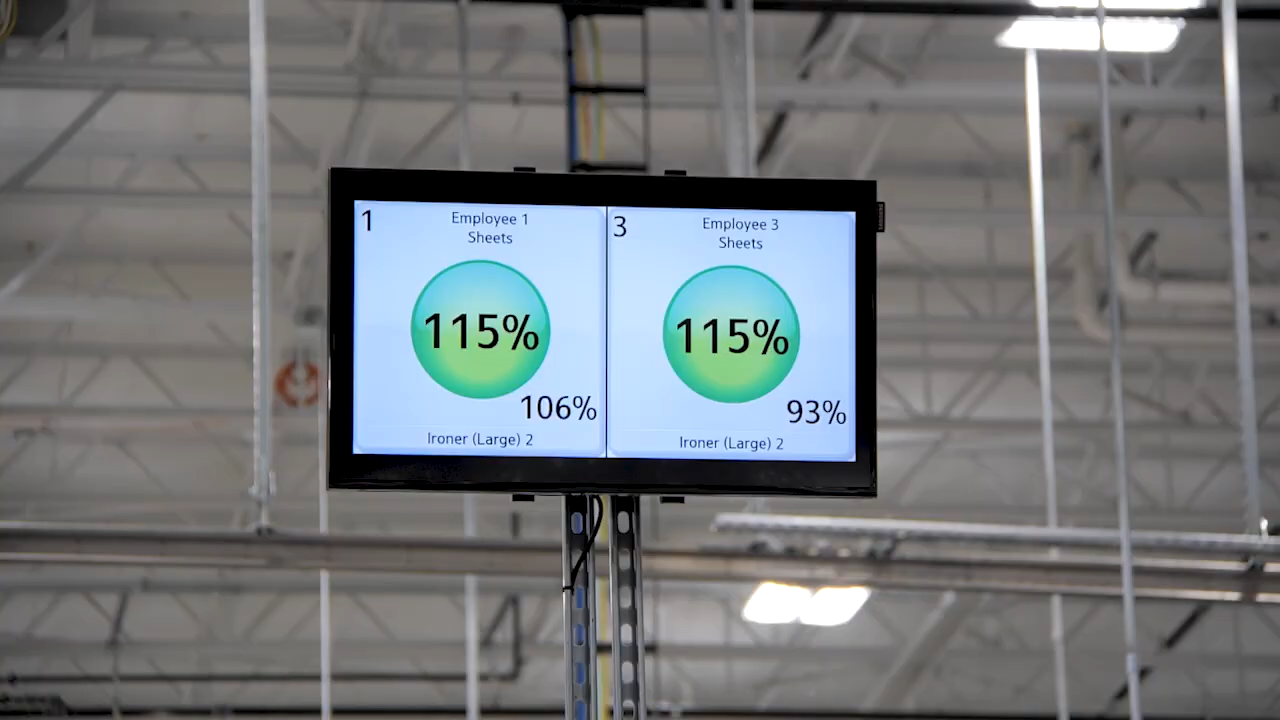 1
Employee 1
Sheets
115%
106%
Ironer (Large) 2
3
Employee 3
Sheets
115%
93%
Ironer (Large) 2